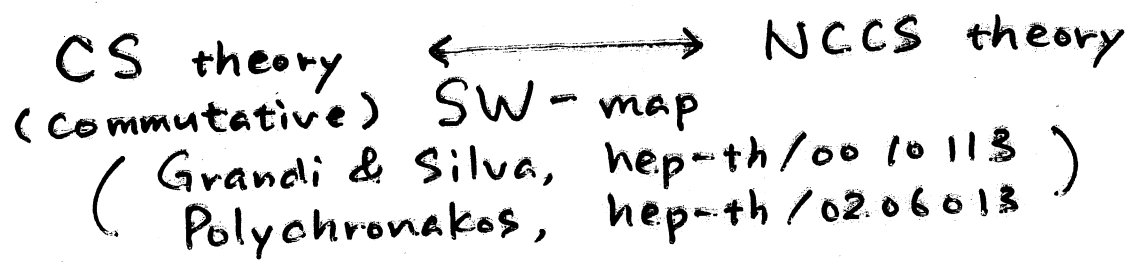 CS theory ⟷ NCCS theory
(commutative) SW-map
( Grandi & Silva, hep-th/0010113 )
Polychronakos, hep-th/0206013